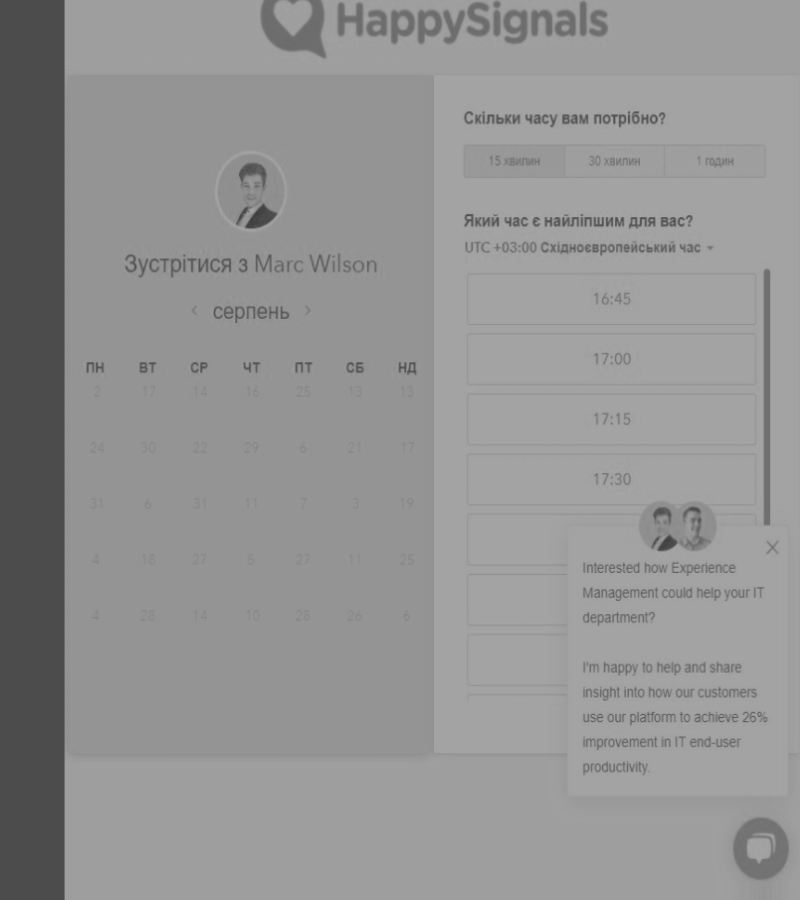 HappySignals
Зустрітися з Marc Wilson
серпень
ПН ВТ СР ЧТ ПТ СБ НД
2 17 14 16 25 13 13
24 30 22 29 6 21 17
31 6 31 11 7 3 19
4 18 27 5 27 11 25
4 26 14 10 28 26 6
Скільки часу вам потрібно?
15 хвилин 30 хвилин 1 годин
Який час є найліпшим для вас?
UTC +03:00 Східноєвропейський час
16:45
17:00
17:15
17:30
Interested how Experience
Management could help your IT
department?
I'm happy to help and share
insight into how our customers
use our platform to achieve 26%
improvement in IT end-user
productivity.